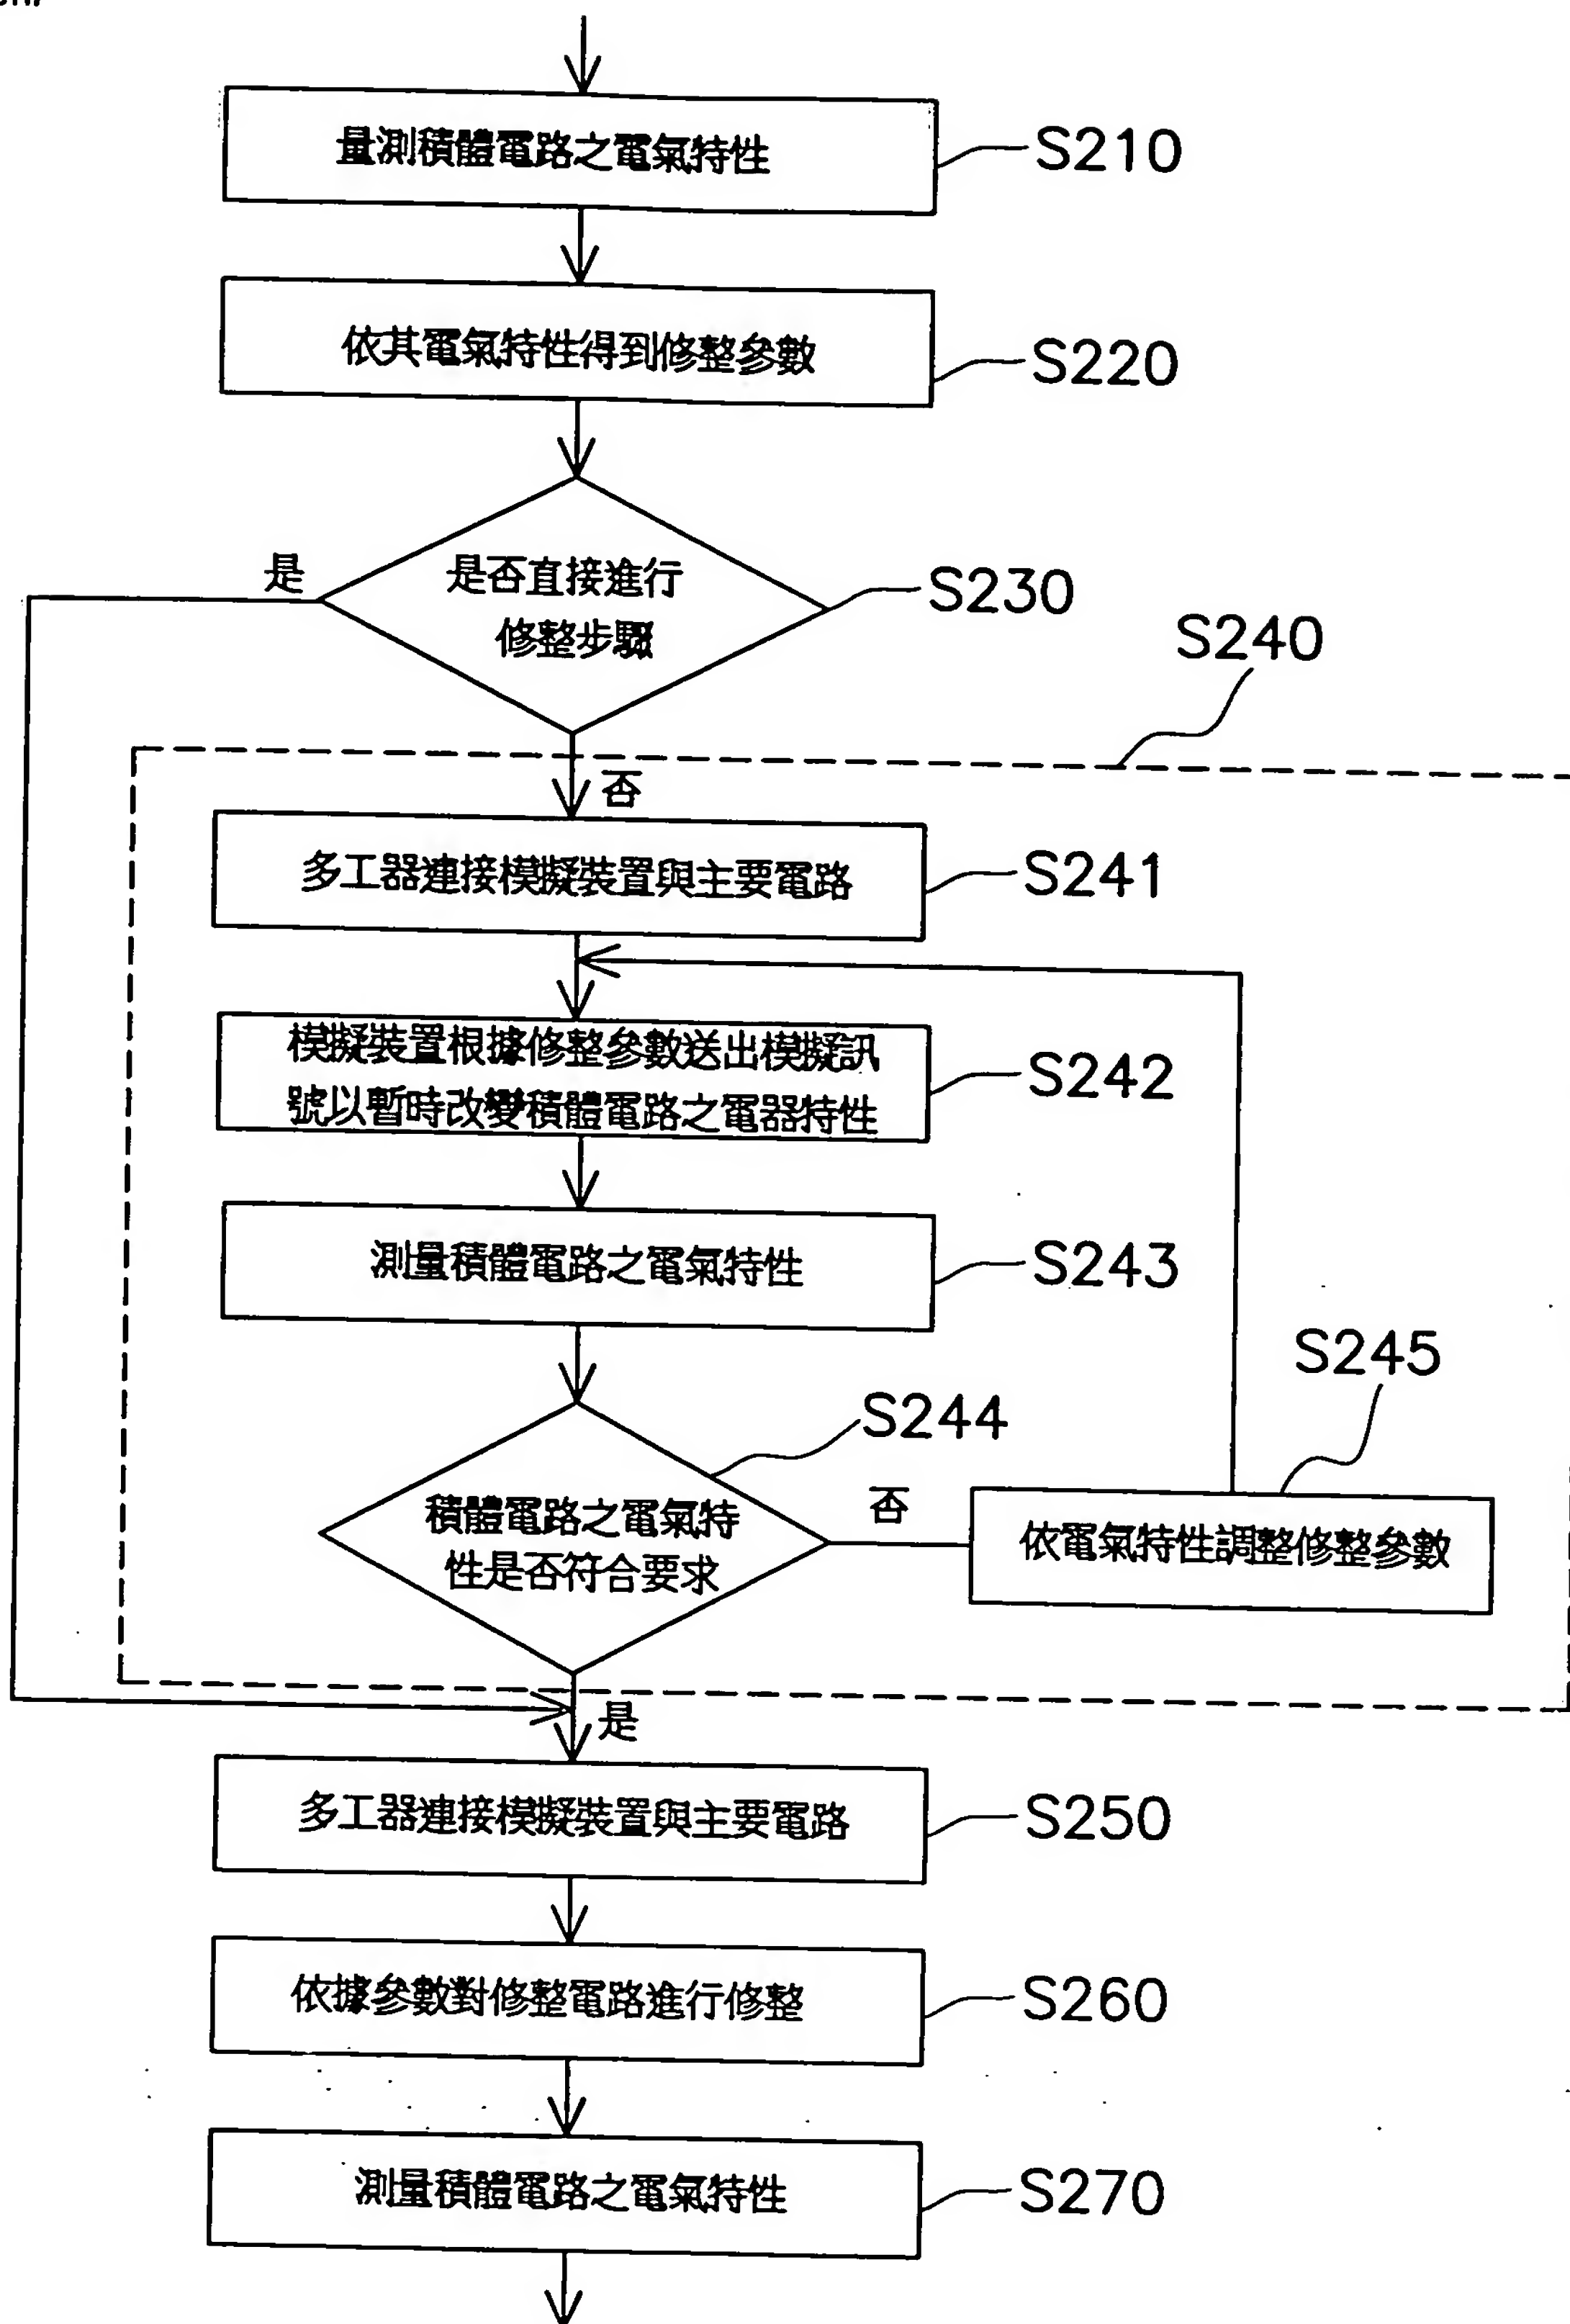 量測積體電路之電氣特性
S210
依其電氣特性得到修整參數
S220
是
是否直接進行
修整步驟
S230
S240
否
多工器連接模擬裝置與主要電路
S241
模擬裝置根據修整參數送出模擬訊
號以暫時改變積體電路之電器特性
S242
測量積體電路之電氣特性
S243
S245
S244
積體電路之電氣特
性是否符合要求
否
依電氣特性調整修整參數
是
多工器連接模擬裝置與主要電路
S250
依據參數對修整電路進行修整
S260
測量積體電路之電氣特性
S270